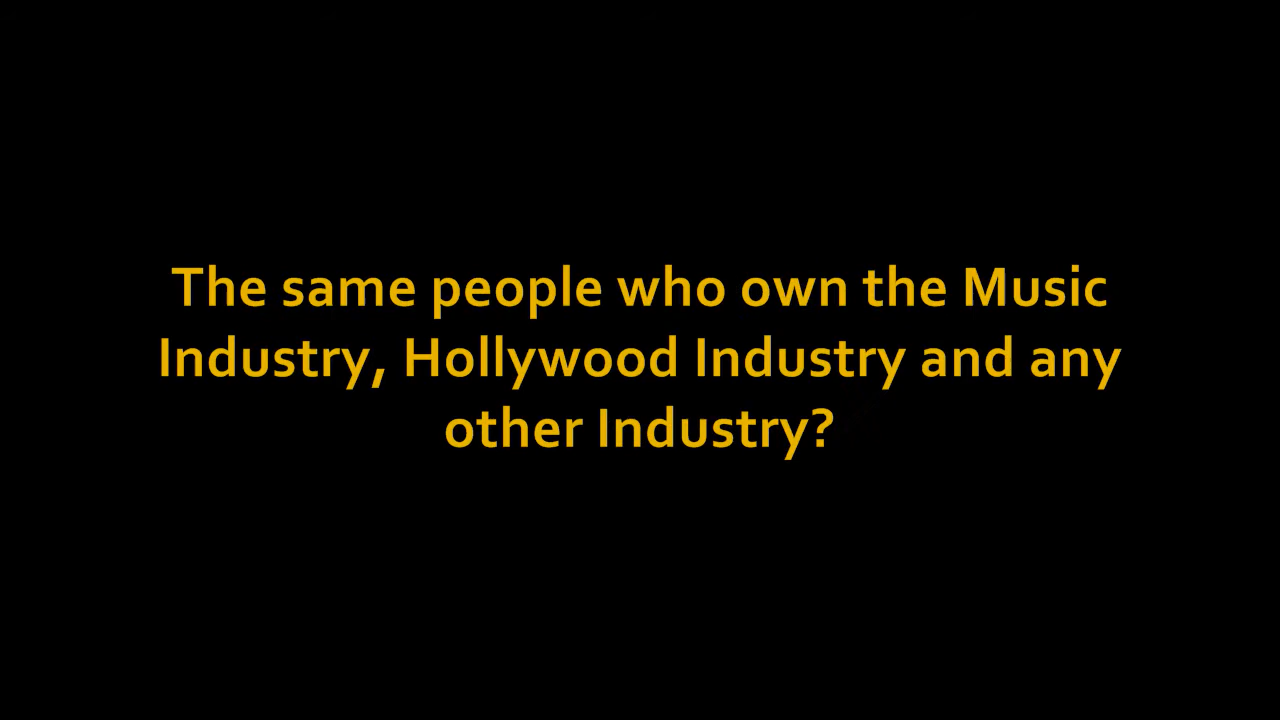 The same people who own the Music
Industry, Hollywood Industry and any
other Industry?